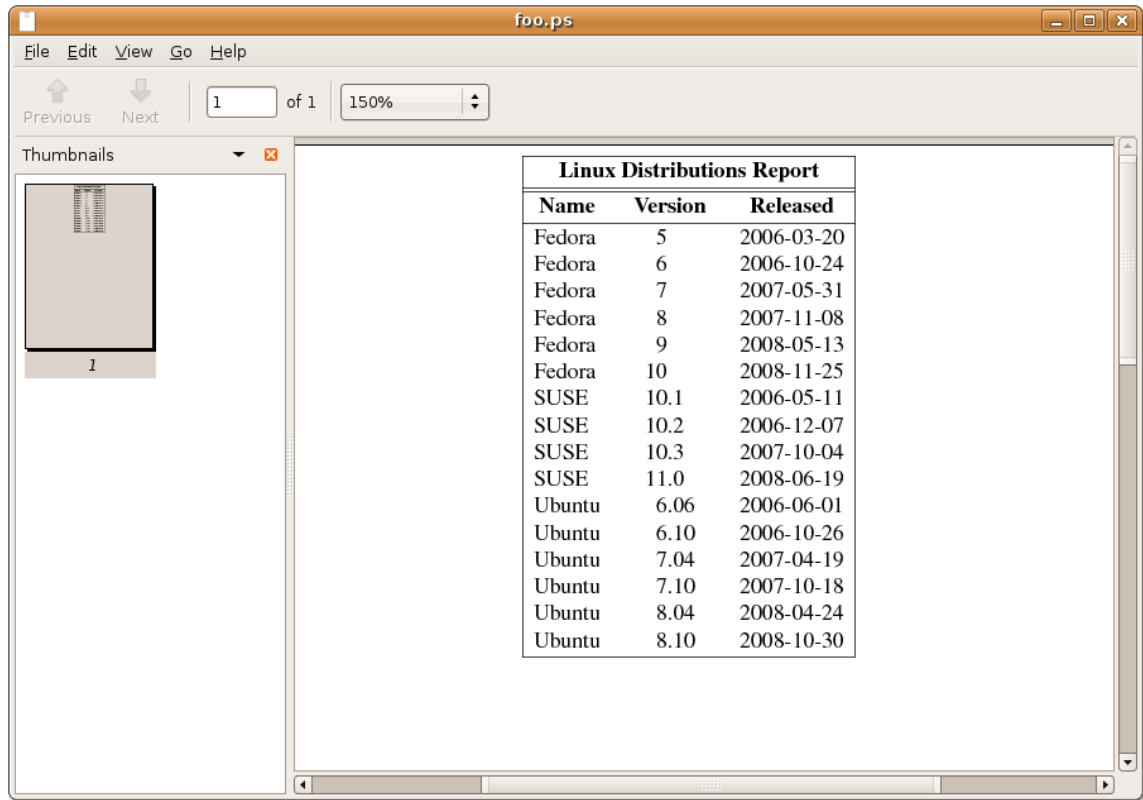 foo.ps
File Edit View Go Help
Previous Next 1 of 1 150%
Thumbnails
1
Linux Distributions Report
Name Version Released
Fedora 5 2006-03-20
Fedora 6 2006-10-24
Fedora 7 2007-05-31
Fedora 8 2007-11-08
Fedora 9 2008-05-13
Fedora 10 2008-11-25
SUSE 10.1 2006-05-11
SUSE 10.2 2006-12-07
SUSE 10.3 2007-10-04
SUSE 11.0 2008-06-19
Ubuntu 6.06 2006-06-01
Ubuntu 6.10 2006-10-26
Ubuntu 7.04 2007-04-19
Ubuntu 7.10 2007-10-18
Ubuntu 8.04 2008-04-24
Ubuntu 8.10 2008-10-30